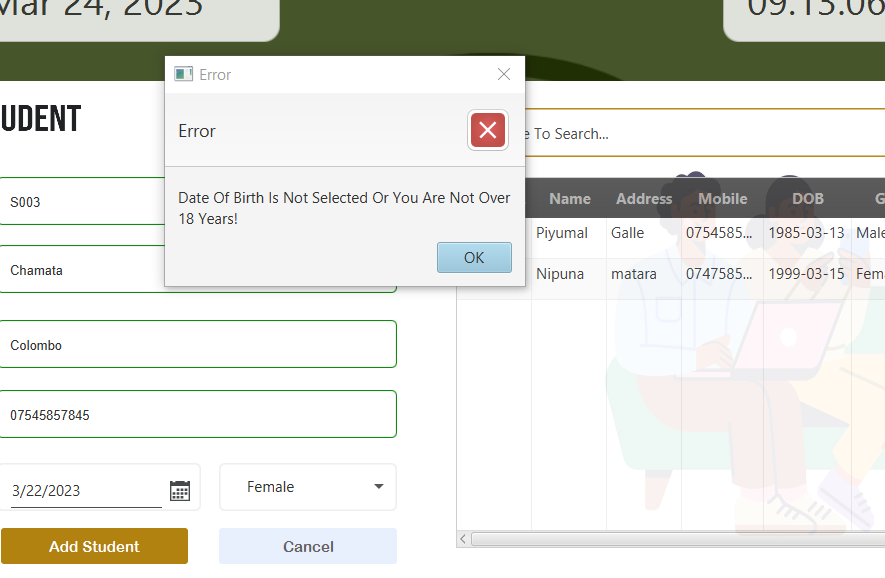 Mar 24, 2023
09.13.06
Error
UDENT
Error
To Search...
Date Of Birth Is Not Selected Or You Are Not Over
18 Years!
OK
S003
Chamata
Colombo
07545857845
3/22/2023
Female
Add Student
Cancel
Name Address Mobile DOB G
Piyumal Galle 0754585... 1985-03-13 Male
Nipuna matara 0747585... 1999-03-15 Fema